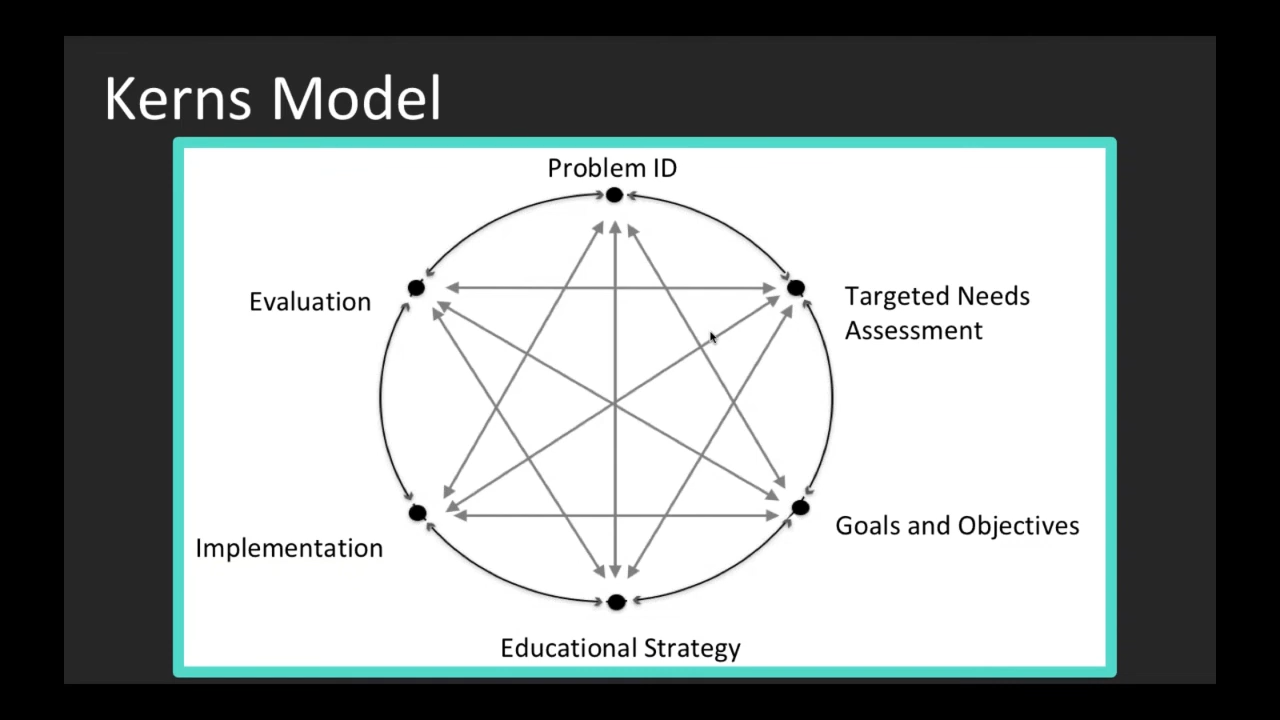 Kerns Model
Problem ID
Evaluation
Targeted Needs
Assessment
Implementation
Goals and Objectives
Educational Strategy